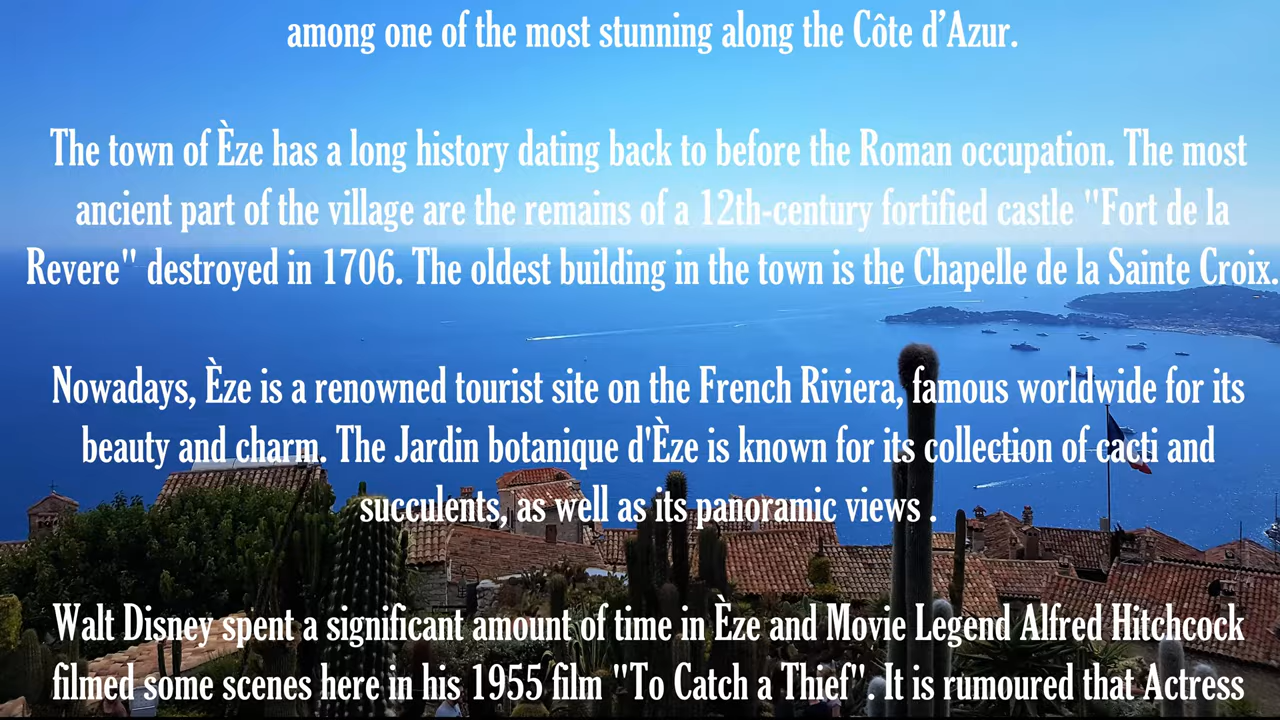 among one of the most stunning along the Côte d’Azur.
The town of Èze has a long history dating back to before the Roman occupation. The most
ancient part of the village are the remains of a 12th-century fortified castle "Fort de la
Revere" destroyed in 1706. The oldest building in the town is the Chapelle de la Sainte Croix.
Nowadays, Èze is a renowned tourist site on the French Riviera, famous worldwide for its
beauty and charm. The Jardin botanique d'Èze is known for its collection of cacti and
succulents, as well as its panoramic views .
Walt Disney spent a significant amount of time in Èze and Movie Legend Alfred Hitchcock
filmed some scenes here in his 1955 film "To Catch a Thief". It is rumoured that Actress